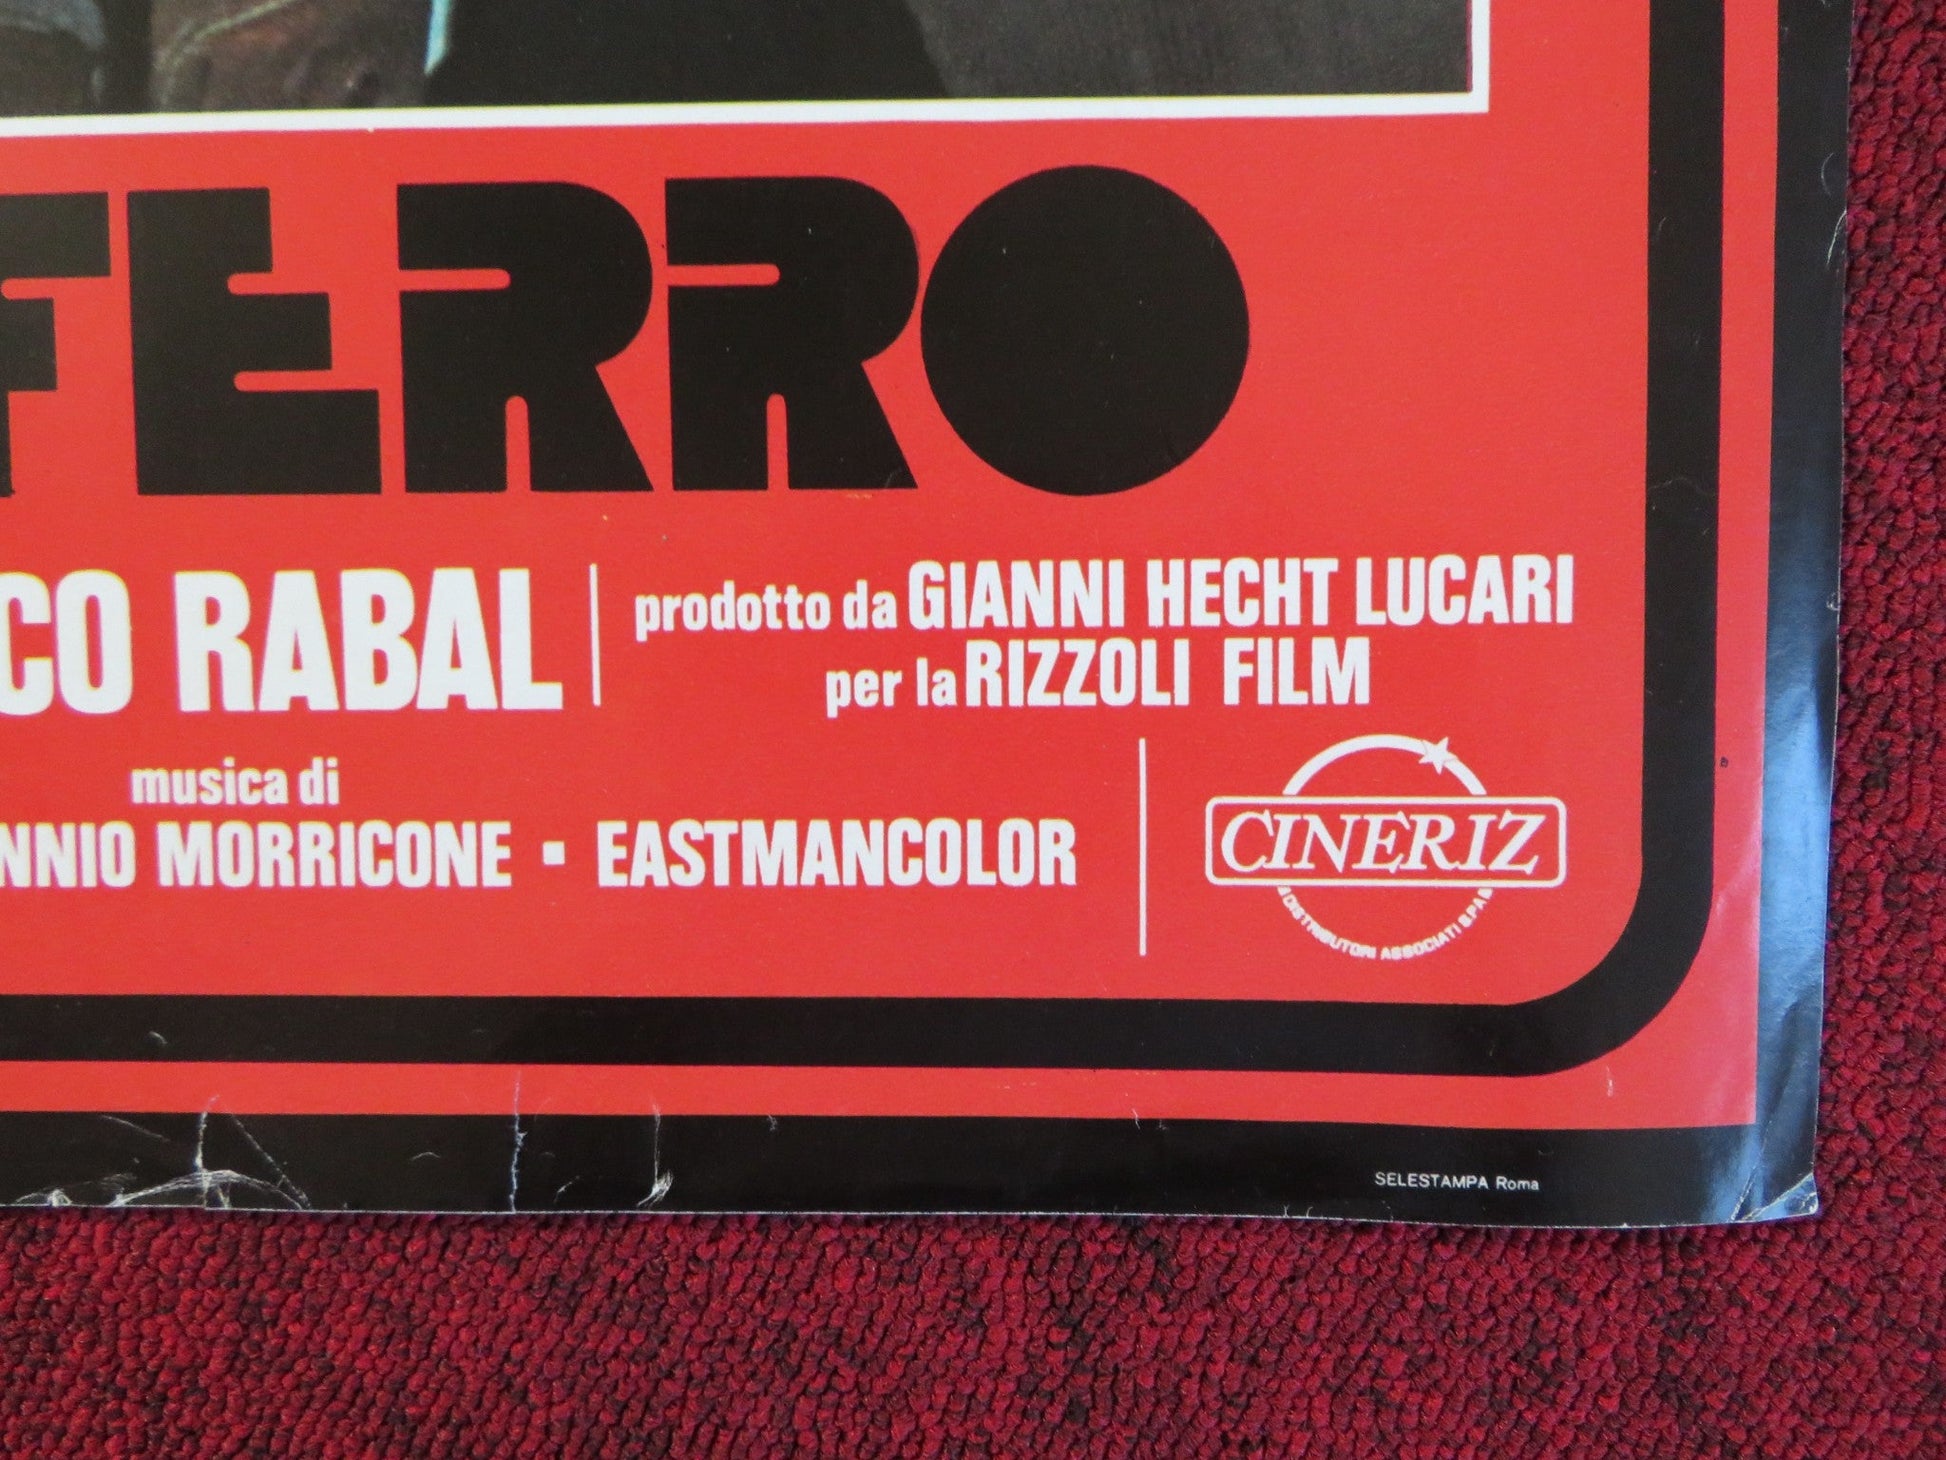 FERRO
CO RABAL
prodotto da GIANNI HECHT LUCARI
per la RIZZOLI FILM
musica di
NNIO MORRICONE · EASTMANCOLOR
CINERIZ
DISTRIBUTORI ASSOCIATI S.P.A.
SELESTAMPA Roma